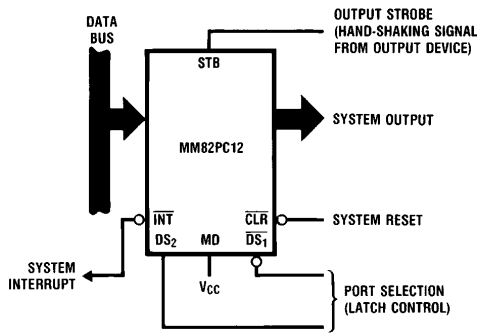 DATA
BUS
OUTPUT STROBE
(HAND-SHAKING SIGNAL
FROM OUTPUT DEVICE)
STB
SYSTEM OUTPUT
MM82PC12
INT
CLR
SYSTEM RESET
DS2
MD
DS1
SYSTEM
INTERRUPT
VCC
PORT SELECTION
(LATCH CONTROL)